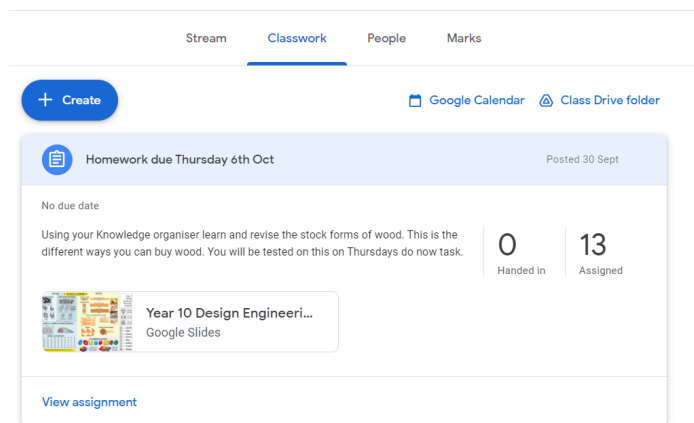 Stream Classwork People Marks
+ Create
Google Calendar Class Drive folder
Homework due Thursday 6th Oct
Posted 30 Sept
No due date
Using your Knowledge organiser learn and revise the stock forms of wood. This is the
different ways you can buy wood. You will be tested on this on Thursdays do now task.
0
Handed in
13
Assigned
Year 10 Design Engineeri...
Google Slides
View assignment